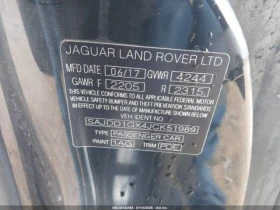 JAGUAR LAND ROVER, LTD
MFD DATE 06/17 GVWR 4244
GAWR F 2205 R 2315
THIS VEHICLE CONFORMS TO ALL APPLICABLE FEDERAL MOTOR VEHICLE
SAFETY, BUMPER AND THEFT PREVENTION STANDARDS
IN EFFECT ON THE DATE OF MANUFACTURE SHOWN ABOVE.
VEH IDENT Nº
SAJDD1GX4JCK51989
TYPE PASSENGER CAR
PAINT 1AG TRIM PDE